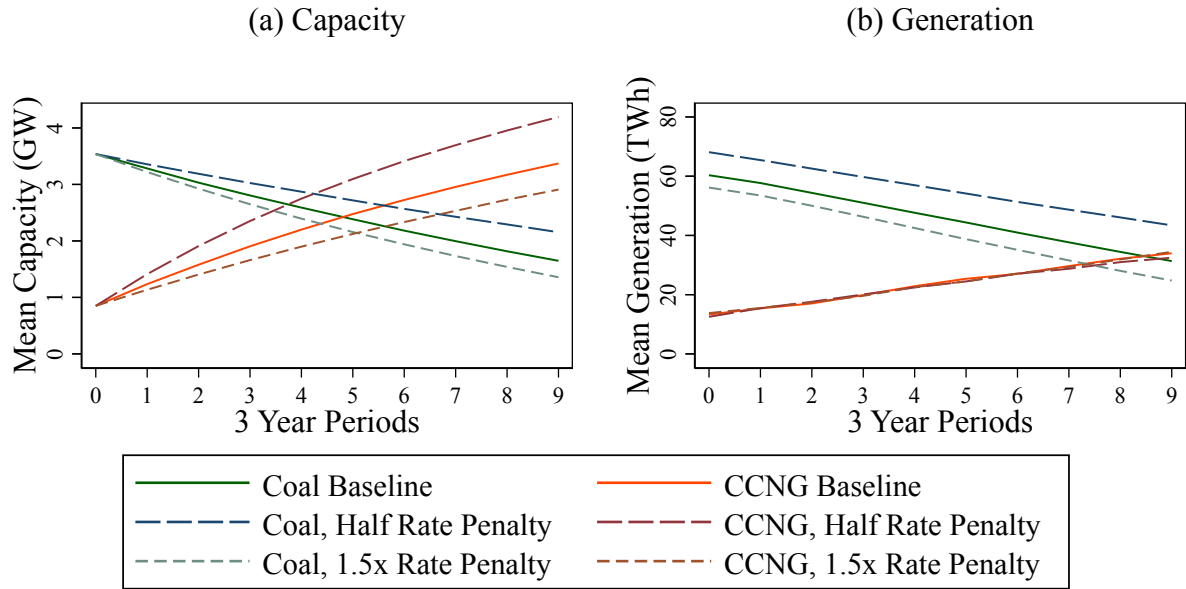 (a) Capacity
Mean Capacity (GW)
4
3
2
1
0
0 1 2 3 4 5 6 7 8 9
3 Year Periods
(b) Generation
Mean Generation (TWh)
80
60
40
20
0
0 1 2 3 4 5 6 7 8 9
3 Year Periods
Coal Baseline
CCNG Baseline
Coal, Half Rate Penalty
CCNG, Half Rate Penalty
Coal, 1.5x Rate Penalty
CCNG, 1.5x Rate Penalty